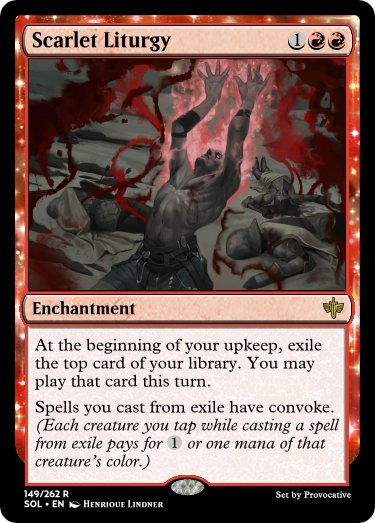 Scarlet Liturgy 1
Enchantment
At the beginning of your upkeep, exile
the top card of your library. You may
play that card this turn.
Spells you cast from exile have convoke.
(Each creature you tap while casting a spell
from exile pays for 1 or one mana of that
creature's color.)
149/262 R
SOL • EN Henrique Lindner
Set by Provocative